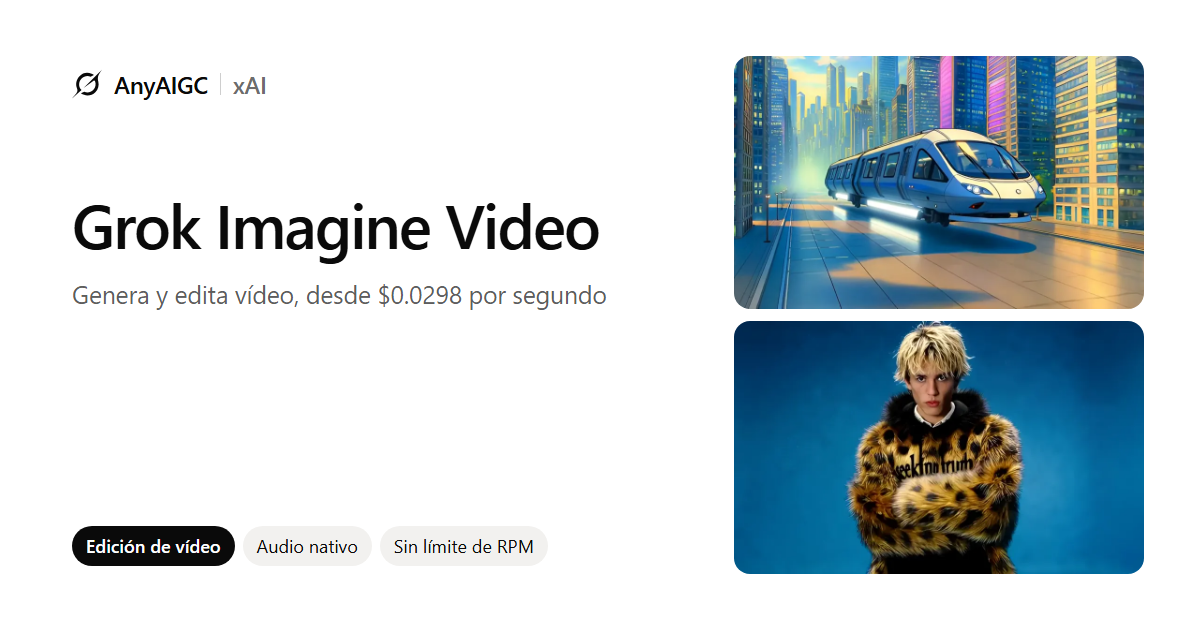 AnyAIGC | xAI
Grok Imagine Video
Genera y edita vídeo, desde $0.0298 por segundo
Edición de vídeo
Audio nativo
Sin límite de RPM